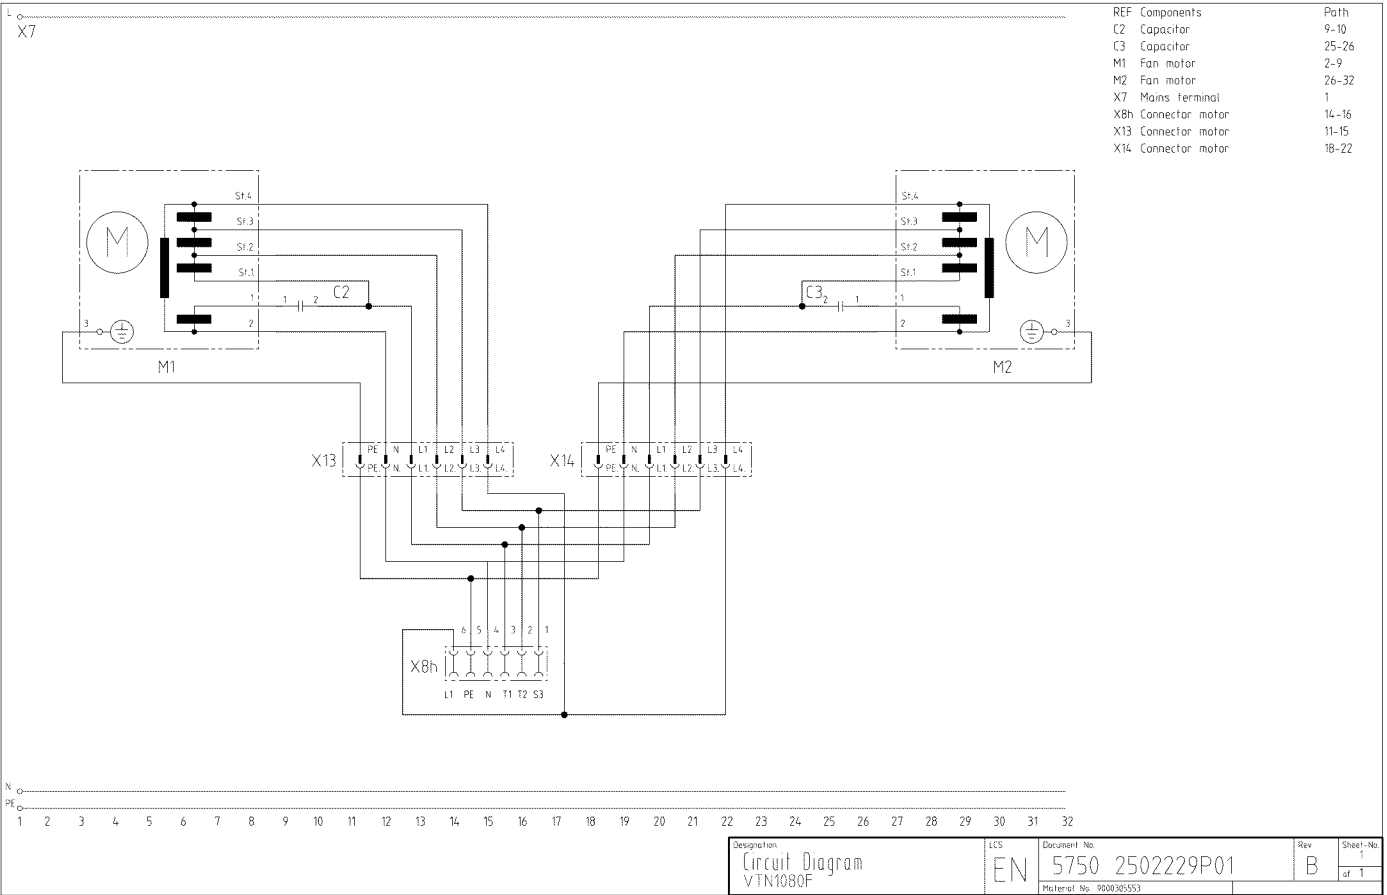 L
X7
REF Components Path
C2 Capacitor 9-10
C3 Capacitor 25-26
M1 Fan motor 2-9
M2 Fan motor 26-32
X7 Mains terminal 1
X8h Connector motor 14-16
X13 Connector motor 11-15
X14 Connector motor 18-22
St.4
St.3
St.2
St.1
M
1
2
3
1 2
C2
M1
St.4
St.3
St.2
St.1
M
1
2
3
C3
2 1
M2
X13
PE N L1 L2 L3 L4
PE. N. L1. L2. L3. L4.
X14
PE N L1 L2 L3 L4
PE. N. L1. L2. L3. L4.
6 5 4 3 2 1
X8h
L1 PE N T1 T2 S3
N
PE
1 2 3 4 5 6 7 8 9 10 11 12 13 14 15 16 17 18 19 20 21 22 23 24 25 26 27 28 29 30 31 32
Designation
Circuit Diagram
VTN1080F
LCS
EN
Document No.
5750 2502229P01
Material No. 9000305553
Rev
B
Sheet-No.
1
of 1